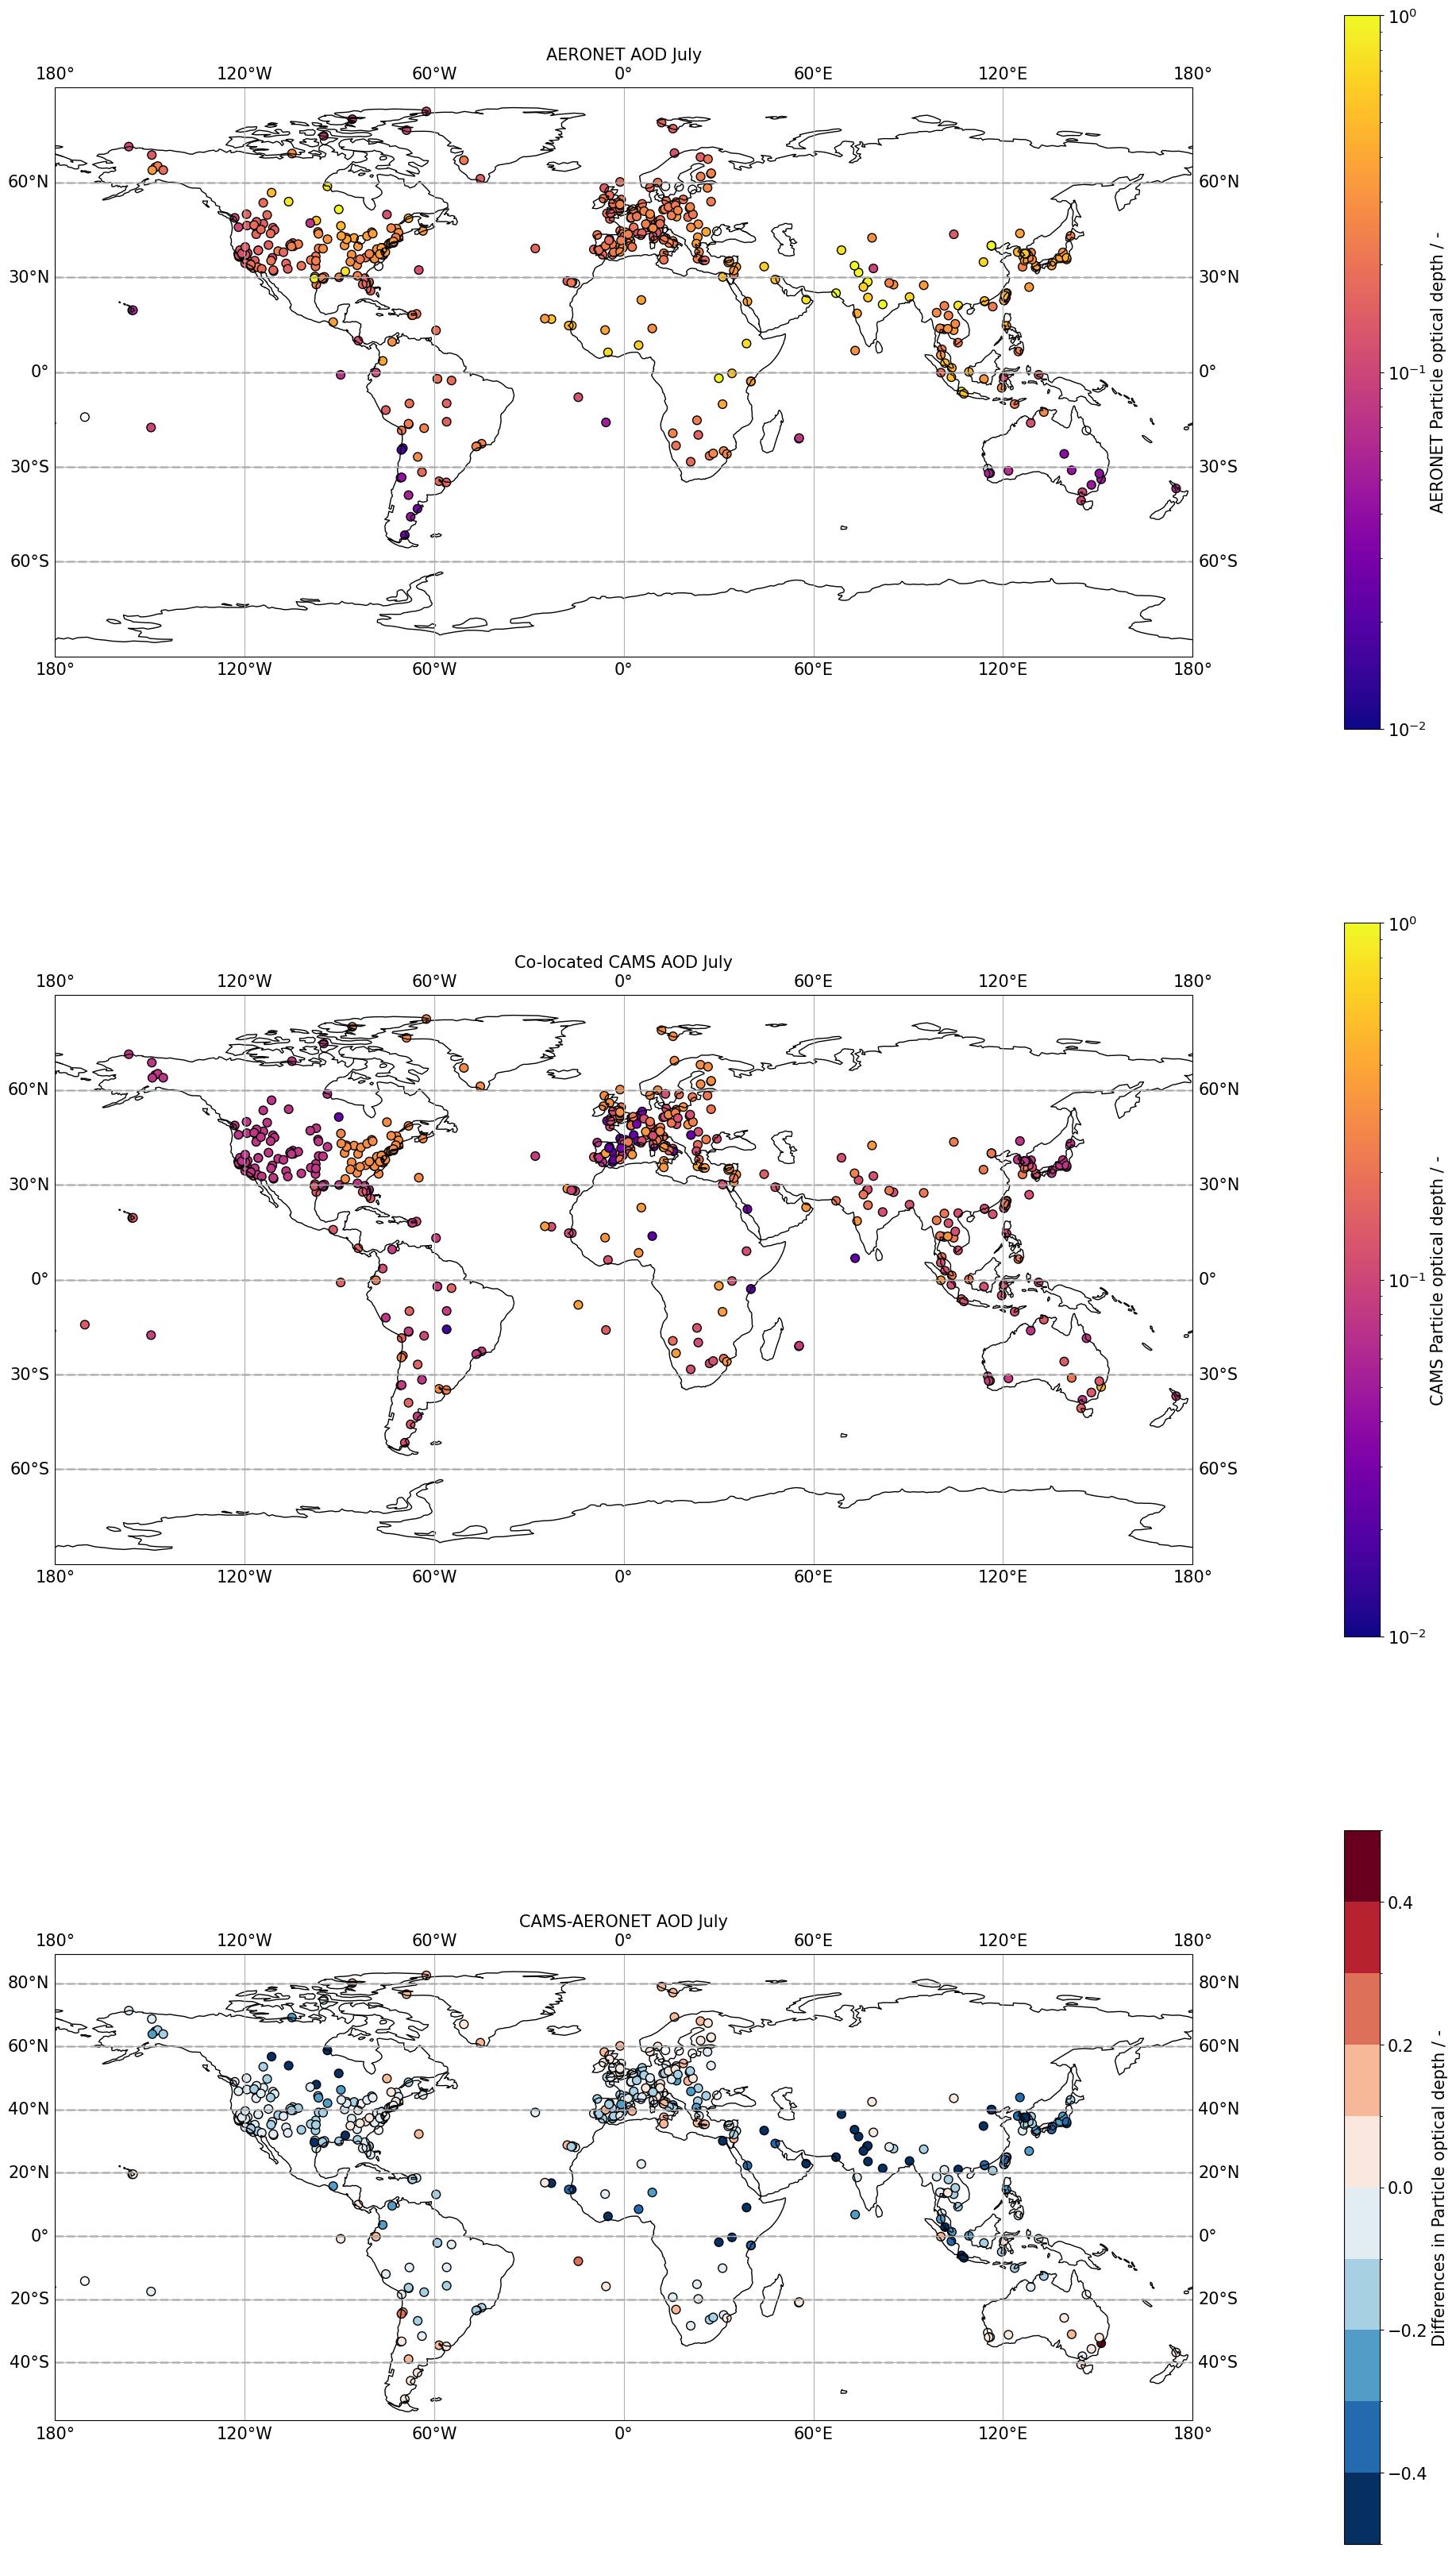 AERONET AOD July
180° 120°W 60°W 0° 60°E 120°E 180°
60°N 60°N
30°N 30°N
0° 0°
30°S 30°S
60°S 60°S
180° 120°W 60°W 0° 60°E 120°E 180°
10⁰
10⁻¹
10⁻²
AERONET Particle optical depth / -
Co-located CAMS AOD July
180° 120°W 60°W 0° 60°E 120°E 180°
60°N 60°N
30°N 30°N
0° 0°
30°S 30°S
60°S 60°S
180° 120°W 60°W 0° 60°E 120°E 180°
10⁰
10⁻¹
10⁻²
CAMS Particle optical depth / -
CAMS-AERONET AOD July
180° 120°W 60°W 0° 60°E 120°E 180°
80°N 80°N
60°N 60°N
40°N 40°N
20°N 20°N
0° 0°
20°S 20°S
40°S 40°S
180° 120°W 60°W 0° 60°E 120°E 180°
0.4
0.2
0.0
−0.2
−0.4
Differences in Particle optical depth / -